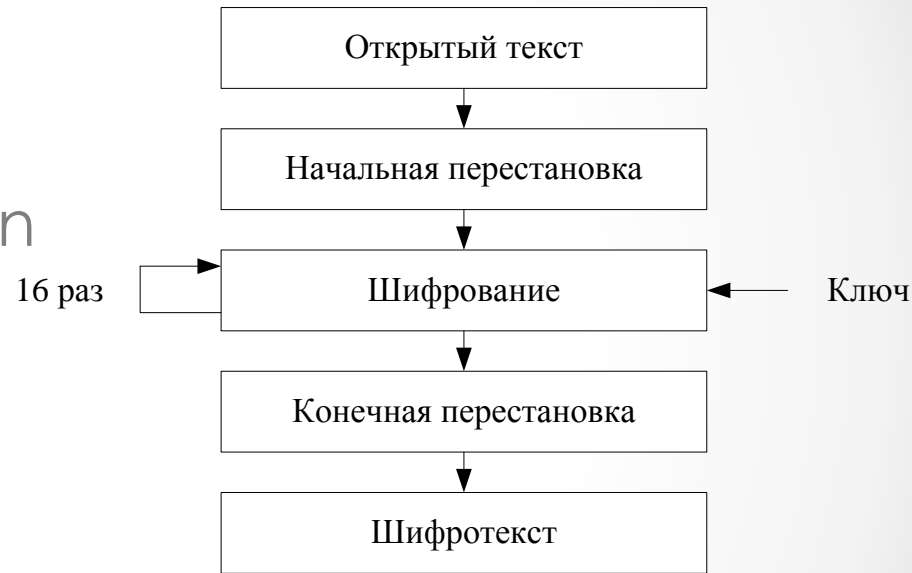 Открытый текст
Начальная перестановка
n
16 раз
Шифрование
Ключ
Конечная перестановка
Шифротекст